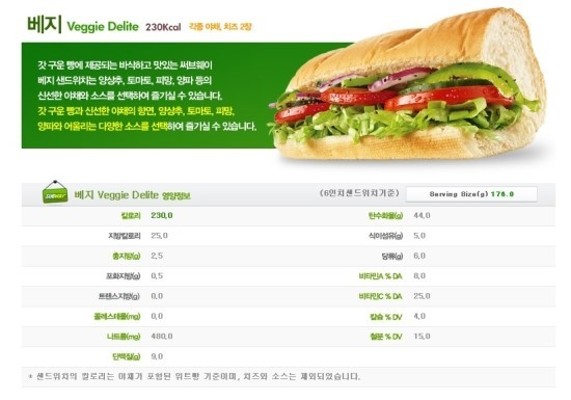 베지 Veggie Delite 230Kcal 각종 야채, 치즈 2장
갓 구운 빵에 제공되는 바삭하고 맛있는 써브웨이
베지 샌드위치는 양상추, 토마토, 피망, 양파 등의
신선한 야채와 소스를 선택하여 즐기실 수 있습니다.
갓 구운 빵과 신선한 야채의 향연, 양상추, 토마토, 피망,
양파와 어울리는 다양한 소스를 선택하여 즐기실 수 있습니다.
베지 Veggie Delite 영양정보 (6인치샌드위치기준) Serving Size(g) 176.0
칼로리 230.0 탄수화물(g) 44.0
지방칼로리 25.0 식이섬유(g) 5.0
총지방(g) 2.5 당류(g) 6.0
포화지방(g) 0.5 비타민A % DA 8.0
트랜스지방(g) 0.0 비타민C % DA 25.0
콜레스테롤(mg) 0.0 칼슘 % DV 4.0
나트륨(mg) 400.0 철분 % DV 15.0
단백질(g) 9.0
* 샌드위치의 칼로리는 야채가 포함된 위트빵 기준이며, 치즈와 소스는 제외되었습니다.